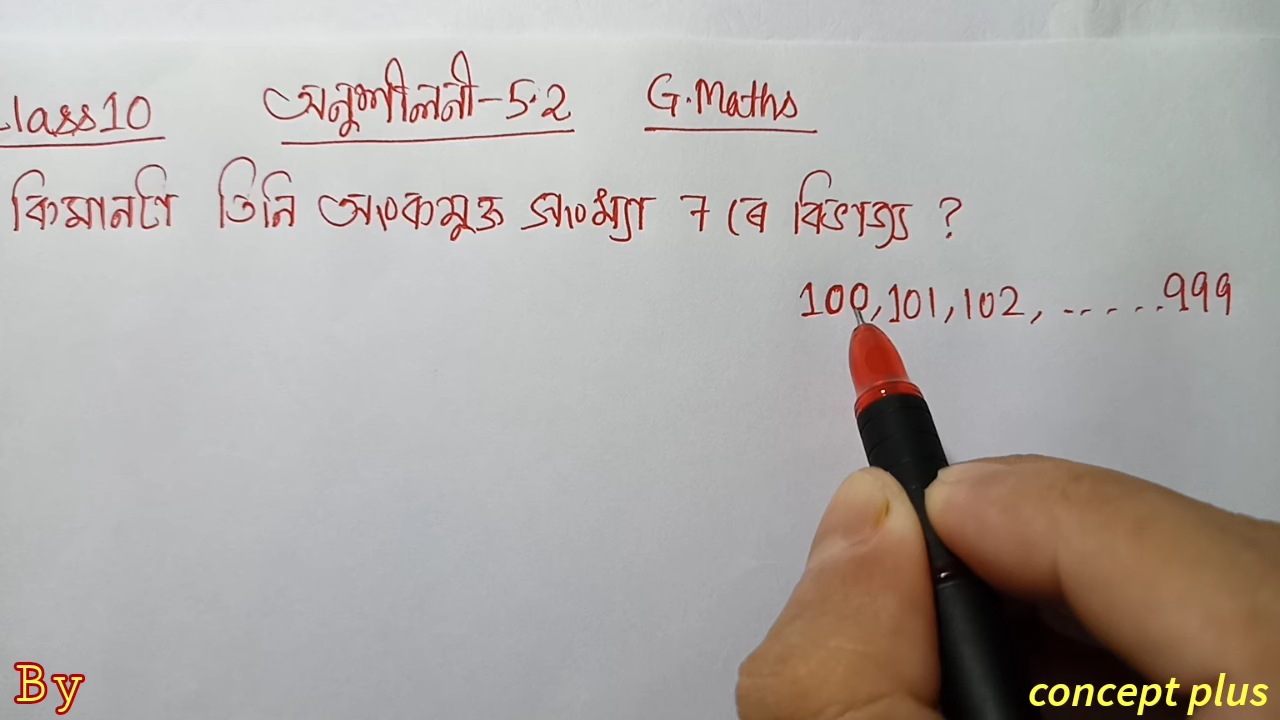 Class10 অনুশীলনী-5.2 G.Maths
কিমানটা তিনি অংকযুক্ত সংখ্যা 7 ৰে বিভাজ্য ?
100,101,102, ......999
By
concept plus